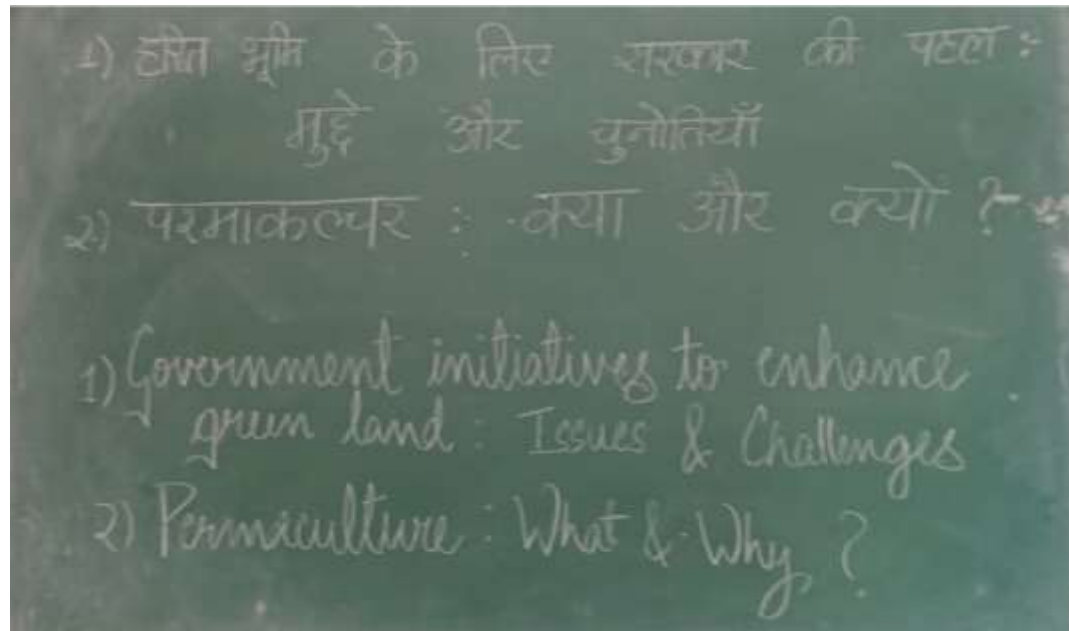 1) हरित भूमि के लिए सरकार की पहल :-
मुद्दे और चुनोतियाँ
2) परमाकल्चर : क्या और क्यों ?
1) Government initiatives to enhance
green land : Issues & Challenges
2) Permaculture : What & Why ?